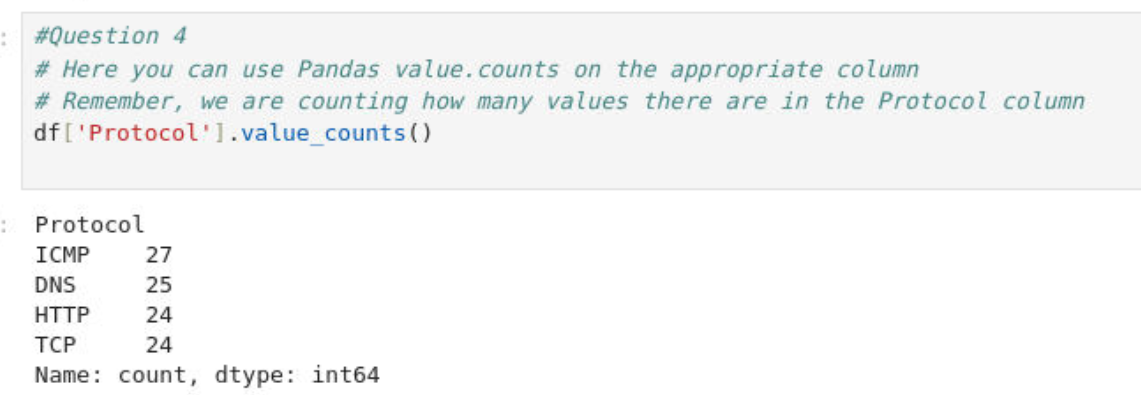 #Question 4
# Here you can use Pandas value.counts on the appropriate column
# Remember, we are counting how many values there are in the Protocol column
df['Protocol'].value_counts()
Protocol
ICMP    27
DNS     25
HTTP    24
TCP     24
Name: count, dtype: int64